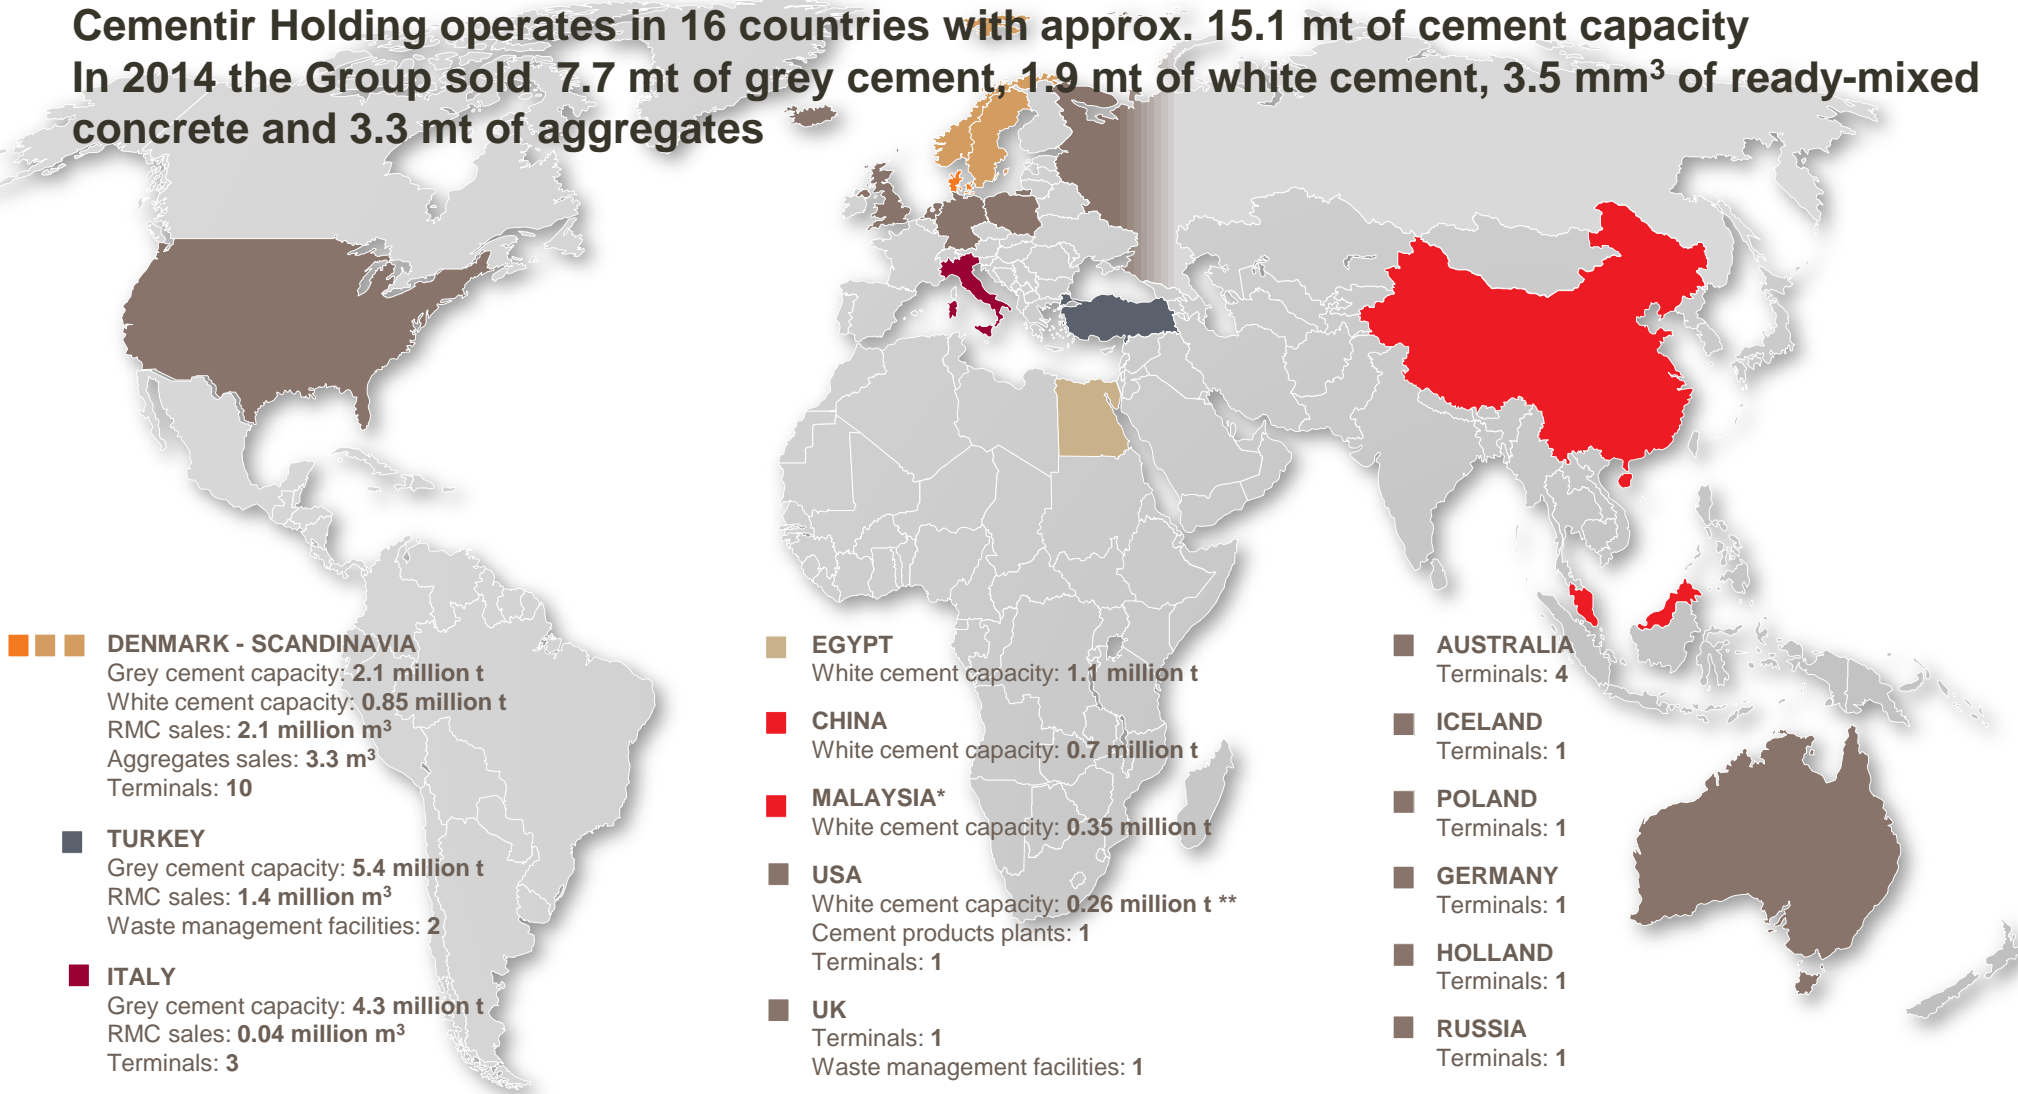 Cementir Holding operates in 16 countries with approx. 15.1 mt of cement capacity
In 2014 the Group sold 7.7 mt of grey cement, 1.9 mt of white cement, 3.5 mm³ of ready-mixed
concrete and 3.3 mt of aggregates
DENMARK - SCANDINAVIA
Grey cement capacity: 2.1 million t
White cement capacity: 0.85 million t
RMC sales: 2.1 million m³
Aggregates sales: 3.3 m³
Terminals: 10
TURKEY
Grey cement capacity: 5.4 million t
RMC sales: 1.4 million m³
Waste management facilities: 2
ITALY
Grey cement capacity: 4.3 million t
RMC sales: 0.04 million m³
Terminals: 3
EGYPT
White cement capacity: 1.1 million t
CHINA
White cement capacity: 0.7 million t
MALAYSIA*
White cement capacity: 0.35 million t
USA
White cement capacity: 0.26 million t **
Cement products plants: 1
Terminals: 1
UK
Terminals: 1
Waste management facilities: 1
AUSTRALIA
Terminals: 4
ICELAND
Terminals: 1
POLAND
Terminals: 1
GERMANY
Terminals: 1
HOLLAND
Terminals: 1
RUSSIA
Terminals: 1